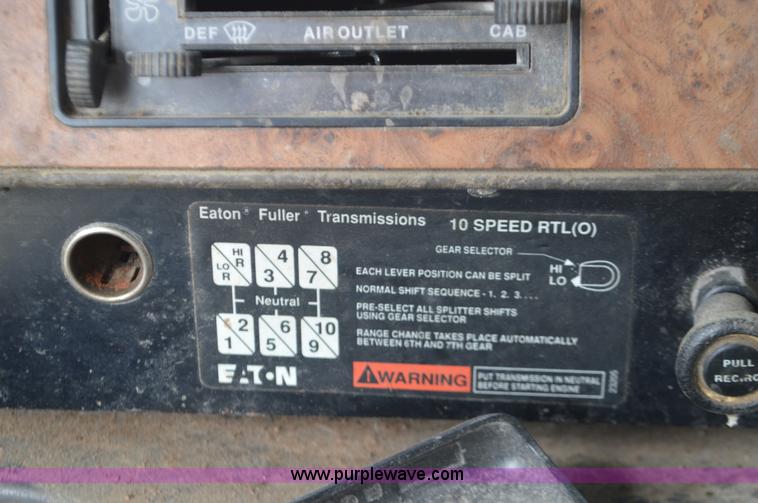 DEF AIR OUTLET CAB
Eaton® Fuller® Transmissions 10 SPEED RTL(O)
GEAR SELECTOR
HI
LO
HI
R
LO
R
4
3
8
7
Neutral
2
1
6
5
10
9
EACH LEVER POSITION CAN BE SPLIT
NORMAL SHIFT SEQUENCE - 1. 2. 3....
PRE-SELECT ALL SPLITTER SHIFTS
USING GEAR SELECTOR
RANGE CHANGE TAKES PLACE AUTOMATICALLY
BETWEEN 6TH AND 7TH GEAR
EATON
WARNING
PUT TRANSMISSION IN NEUTRAL
BEFORE STARTING ENGINE
PULL
www.purplewave.com